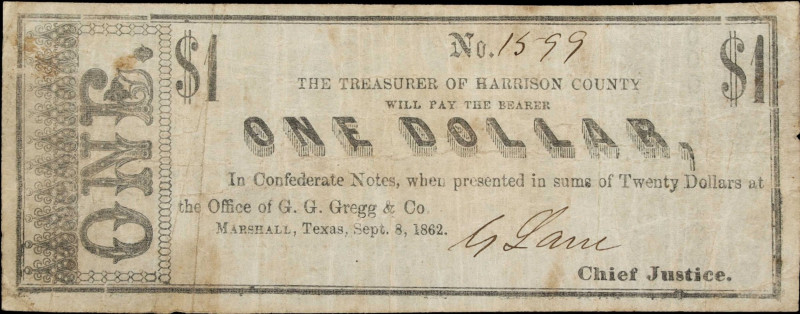 ONE.
$1
No. 1599
$1
THE TREASURER OF HARRISON COUNTY
WILL PAY THE BEARER
ONE DOLLAR,
In Confederate Notes, when presented in sums of Twenty Dollars at
the Office of G. G. Gregg & Co.
MARSHALL, Texas, Sept. 8, 1862.
G Lane
Chief Justice.